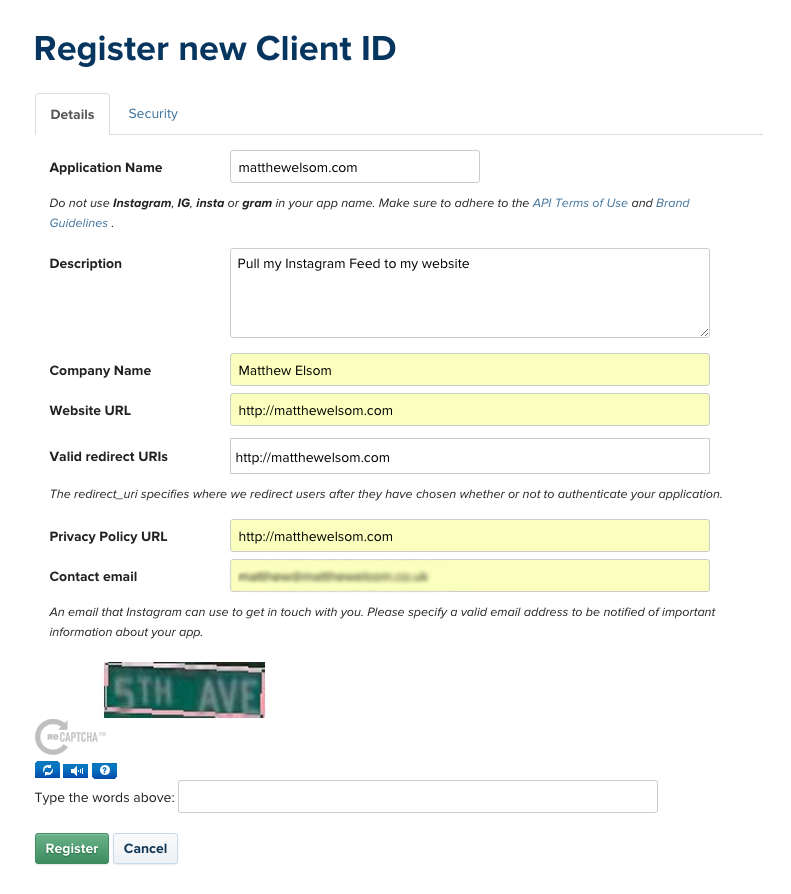 Register new Client ID
Details Security
Application Name matthewelsom.com
Do not use Instagram, IG, insta or gram in your app name. Make sure to adhere to the API Terms of Use and Brand
Guidelines .
Description Pull my Instagram Feed to my website
Company Name Matthew Elsom
Website URL http://matthewelsom.com
Valid redirect URIs http://matthewelsom.com
The redirect_uri specifies where we redirect users after they have chosen whether or not to authenticate your application.
Privacy Policy URL http://matthewelsom.com
Contact email
An email that Instagram can use to get in touch with you. Please specify a valid email address to be notified of important
information about your app.
5TH AVE
reCAPTCHA™
Type the words above:
Register Cancel